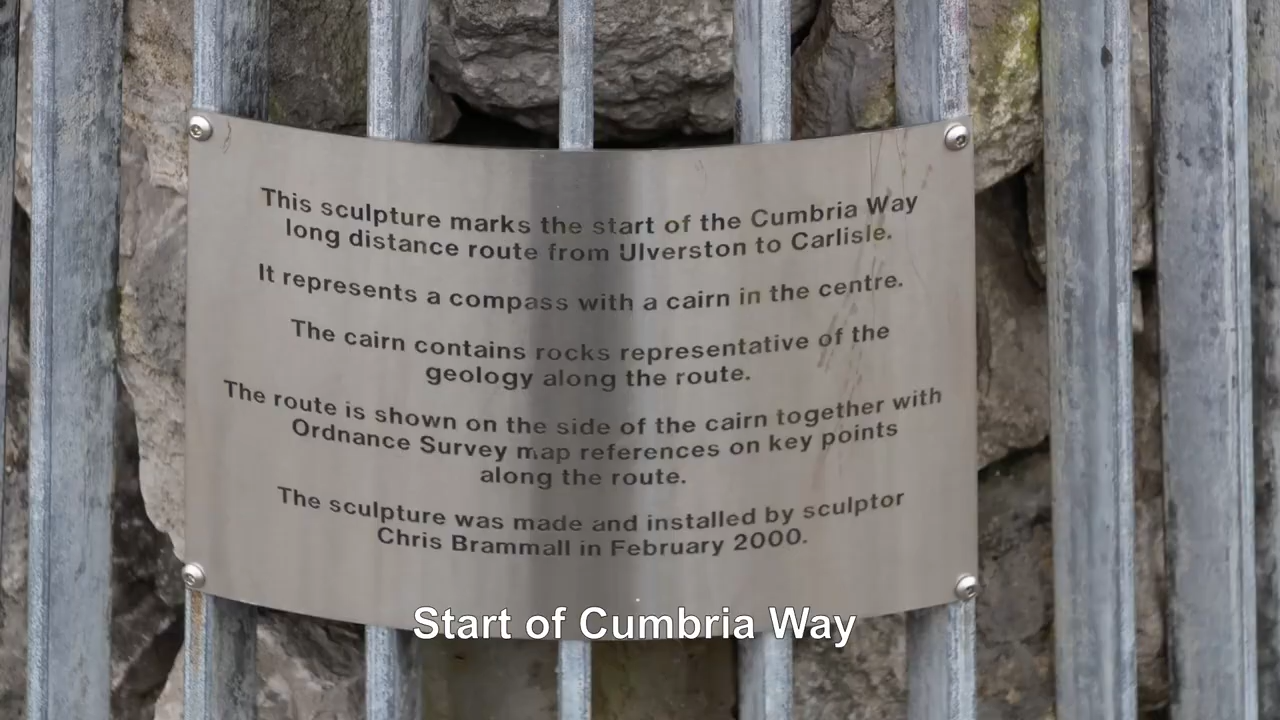 This sculpture marks the start of the Cumbria Way
long distance route from Ulverston to Carlisle.
It represents a compass with a cairn in the centre.
The cairn contains rocks representative of the
geology along the route.
The route is shown on the side of the cairn together with
Ordnance Survey map references on key points
along the route.
The sculpture was made and installed by sculptor
Chris Brammall in February 2000.
Start of Cumbria Way